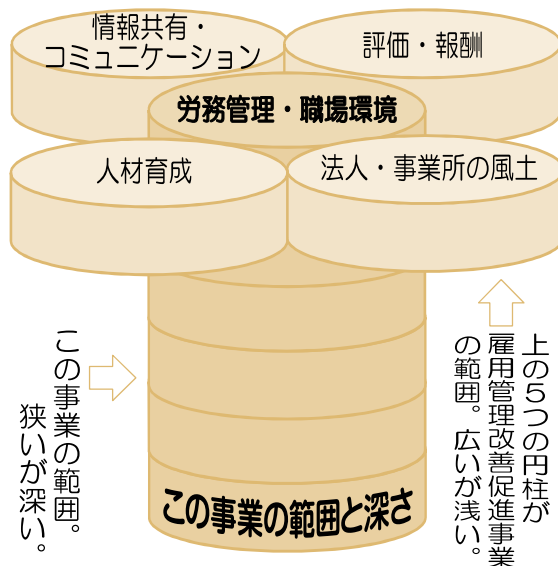 情報共有・
コミュニケーション
評価・報酬
労務管理・職場環境
人材育成
法人・事業所の風土
この事業の範囲。
狭いが深い。
上の5つの円柱が
雇用管理改善促進事業
の範囲。広いが浅い。
この事業の範囲と深さ